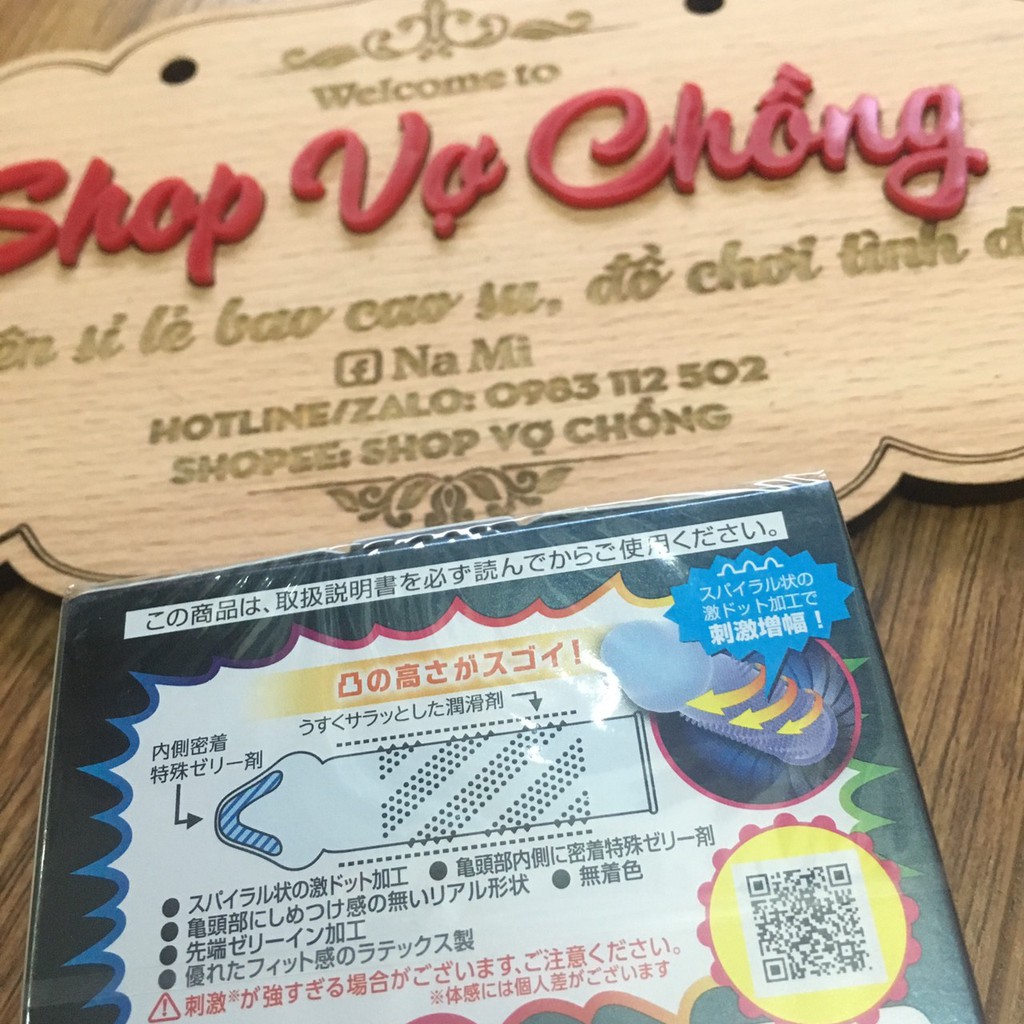 Welcome to
Shop Vợ Chồng
sỉ lẻ bao cao su, đồ chơi tình
Na Mi
HOTLINE/ZALO: 0983 112 502
SHOPEE: SHOP VỢ CHỒNG
この商品は、取扱説明書を必ず読んでからご使用ください。
スパイラル状の
激ドット加工で
刺激増幅！
凸の高さがスゴイ！
うすくサラッとした潤滑剤
内側密着
特殊ゼリー剤
●スパイラル状の激ドット加工 ●亀頭部内側に密着特殊ゼリー剤
●亀頭部にしめつけ感の無いリアル形状 ●無着色
●先端ゼリーイン加工
●優れたフィット感のラテックス製
⚠刺激※が強すぎる場合がございます、ご注意ください。
※体感には個人差がございます